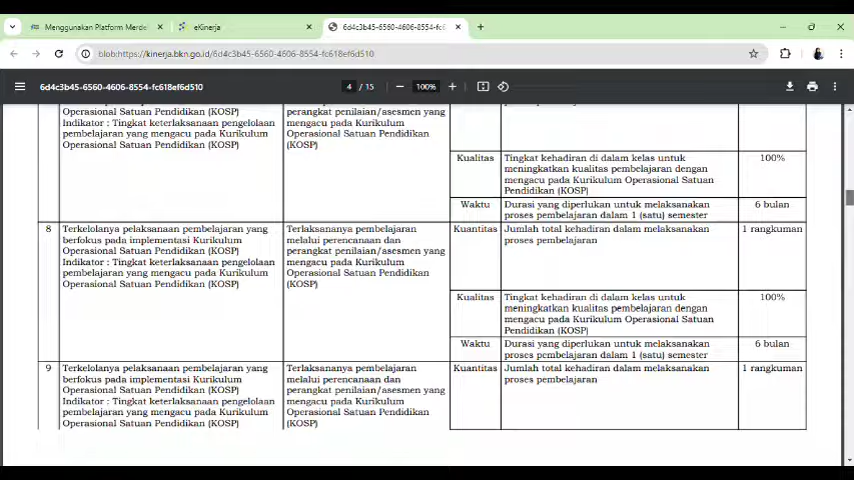 Menggunakan Platform Merde
eKinerja
6d4c3b45-6560-4606-8554-fc6
blob:https://kinerja.bkn.go.id/6d4c3b45-6560-4606-8554-fc618ef6d510
6d4c3b45-6560-4606-8554-fc618ef6d510
4 / 15
100%
Operasional Satuan Pendidikan (KOSP)
Indikator : Tingkat keterlaksanaan pengelolaan
pembelajaran yang mengacu pada Kurikulum
Operasional Satuan Pendidikan (KOSP)
perangkat penilaian/asesmen yang
mengacu pada Kurikulum
Operasional Satuan Pendidikan
(KOSP)
Kualitas
Tingkat kehadiran di dalam kelas untuk
meningkatkan kualitas pembelajaran dengan
mengacu pada Kurikulum Operasional Satuan
Pendidikan (KOSP)
100%
Waktu
Durasi yang diperlukan untuk melaksanakan
proses pembelajaran dalam 1 (satu) semester
6 bulan
8
Terkelolanya pelaksanaan pembelajaran yang
berfokus pada implementasi Kurikulum
Operasional Satuan Pendidikan (KOSP)
Indikator : Tingkat keterlaksanaan pengelolaan
pembelajaran yang mengacu pada Kurikulum
Operasional Satuan Pendidikan (KOSP)
Terlaksananya pembelajaran
melalui perencanaan dan
perangkat penilaian/asesmen yang
mengacu pada Kurikulum
Operasional Satuan Pendidikan
(KOSP)
Kuantitas
Jumlah total kehadiran dalam melaksanakan
proses pembelajaran
1 rangkuman
Kualitas
Tingkat kehadiran di dalam kelas untuk
meningkatkan kualitas pembelajaran dengan
mengacu pada Kurikulum Operasional Satuan
Pendidikan (KOSP)
100%
Waktu
Durasi yang diperlukan untuk melaksanakan
proses pembelajaran dalam 1 (satu) semester
6 bulan
9
Terkelolanya pelaksanaan pembelajaran yang
berfokus pada implementasi Kurikulum
Operasional Satuan Pendidikan (KOSP)
Indikator : Tingkat keterlaksanaan pengelolaan
pembelajaran yang mengacu pada Kurikulum
Operasional Satuan Pendidikan (KOSP)
Terlaksananya pembelajaran
melalui perencanaan dan
perangkat penilaian/asesmen yang
mengacu pada Kurikulum
Operasional Satuan Pendidikan
(KOSP)
Kuantitas
Jumlah total kehadiran dalam melaksanakan
proses pembelajaran
1 rangkuman